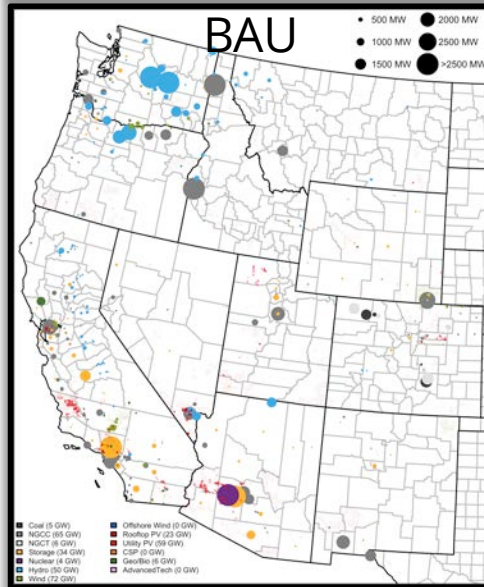 BAU
500 MW
2000 MW
1000 MW
2500 MW
1500 MW
>2500 MW
Coal (5 GW)
NGCC (65 GW)
NGCT (6 GW)
Storage (34 GW)
Nuclear (4 GW)
Hydro (50 GW)
Wind (72 GW)
Offshore Wind (0 GW)
Rooftop PV (23 GW)
Utility PV (59 GW)
CSP (0 GW)
Geo/Bio (5 GW)
AdvancedTech (0 GW)